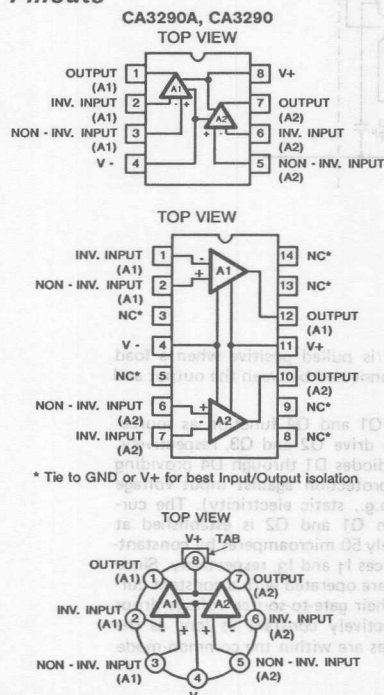 Pinouts
CA3290A, CA3290
TOP VIEW
OUTPUT (A1) 1
INV. INPUT (A1) 2
NON - INV. INPUT (A1) 3
V - 4
8 V+
7 OUTPUT (A2)
6 INV. INPUT (A2)
5 NON - INV. INPUT (A2)
A1 - +
A2 + -
TOP VIEW
INV. INPUT (A1) 1
NON - INV. INPUT (A1) 2
NC* 3
V - 4
NC* 5
NON - INV. INPUT (A2) 6
INV. INPUT (A2) 7
14 NC*
13 NC*
12 OUTPUT (A1)
11 V+
10 OUTPUT (A2)
9 NC*
8 NC*
- + A1
+ - A2
* Tie to GND or V+ for best Input/Output isolation
TOP VIEW
V+ TAB
8
OUTPUT (A1) 1
7 OUTPUT (A2)
A1 A2
INV. INPUT (A1) 2
6 INV. INPUT (A2)
- + + -
NON - INV. INPUT (A1) 3
5 NON - INV. INPUT (A2)
4
V -